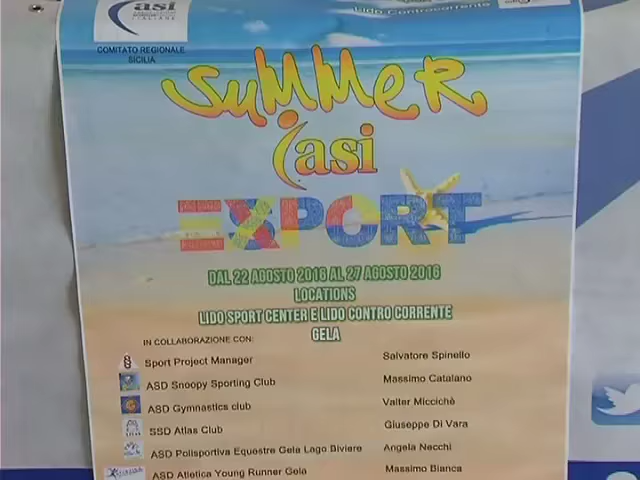 asi
ITALIANE
Lido Controcorrente
COMITATO REGIONALE
SICILIA
SUMMER
asi
EXPORT
DAL 22 AGOSTO 2016 AL 27 AGOSTO 2016
LOCATIONS
LIDO SPORT CENTER E LIDO CONTRO CORRENTE
GELA
IN COLLABORAZIONE CON:
Sport Project Manager Salvatore Spinello
ASD Snoopy Sporting Club Massimo Catalano
ASD Gymnastics club Valter Miccichè
SSD Atlas Club Giuseppe Di Vara
ASD Polisportiva Equestre Gela Lago Biviere Angela Necchi
ASD Atletica Young Runner Gela Massimo Bianca